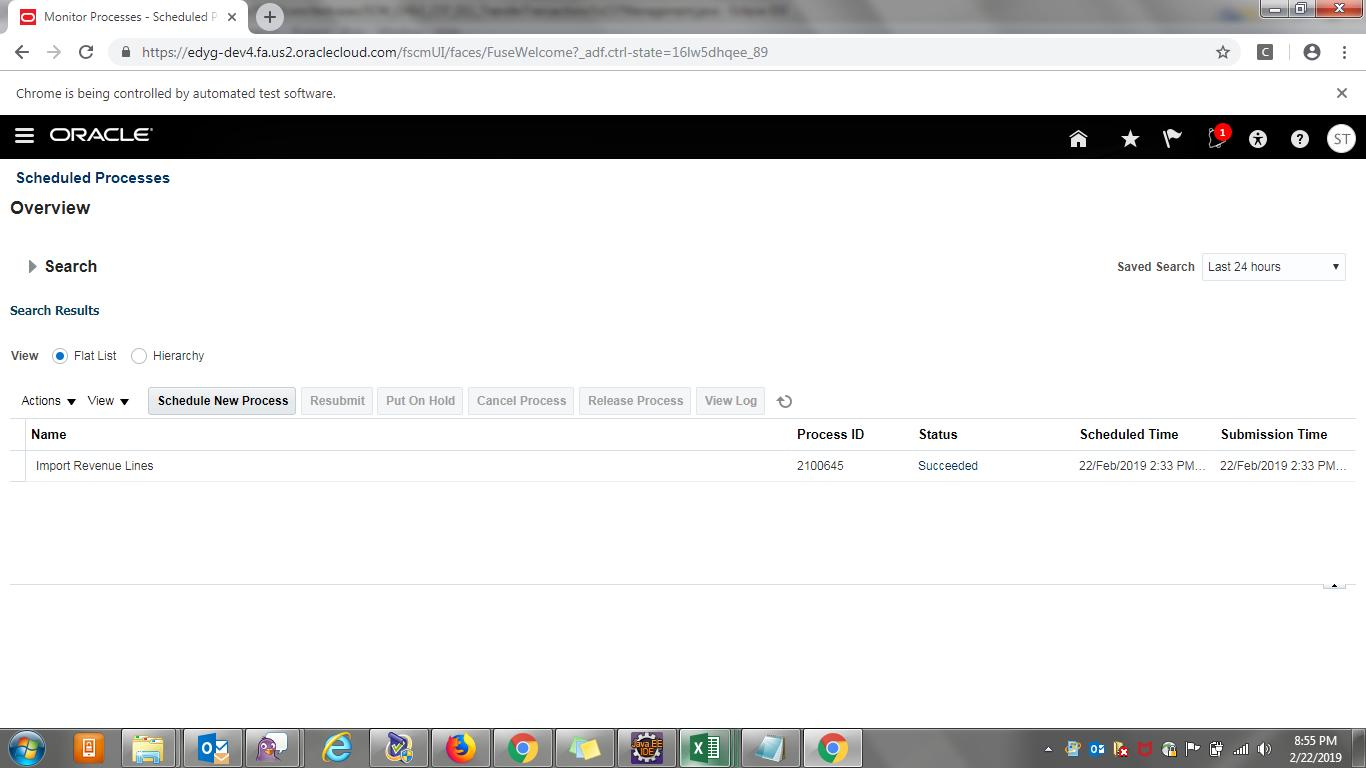 Monitor Processes - Scheduled P
https://edyg-dev4.fa.us2.oraclecloud.com/fscmUI/faces/FuseWelcome?_adf.ctrl-state=16lw5dhqee_89
C
Chrome is being controlled by automated test software.
ORACLE
1
ST
Scheduled Processes
Overview
Search
Saved Search Last 24 hours
Search Results
View Flat List Hierarchy
Actions View Schedule New Process Resubmit Put On Hold Cancel Process Release Process View Log
Name Process ID Status Scheduled Time Submission Time
Import Revenue Lines 2100645 Succeeded 22/Feb/2019 2:33 PM... 22/Feb/2019 2:33 PM...
Java EE
IDE
8:55 PM
2/22/2019